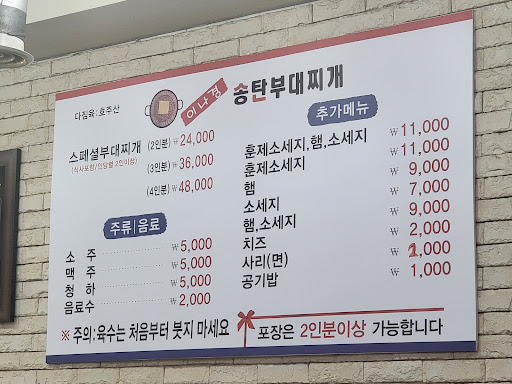 다짐육 : 호주산
이나경 송탄부대찌개
스페셜부대찌개 (2인분) ₩ 24,000
(식사포함/인당별 2인이상)
(3인분) ₩ 36,000
(4인분) ₩ 48,000
주류|음료
소 주 ₩ 5,000
맥 주 ₩ 5,000
청 하 ₩ 5,000
음료수 ₩ 2,000
추가메뉴
훈제소세지,햄,소세지 ₩ 11,000
훈제소세지 ₩ 11,000
햄 ₩ 9,000
소세지 ₩ 7,000
햄,소세지 ₩ 9,000
치즈 ₩ 2,000
사리(면) ₩ ,000
공기밥 ₩ 1,000
※ 주의:육수는 처음부터 붓지 마세요
포장은 2인분이상 가능합니다